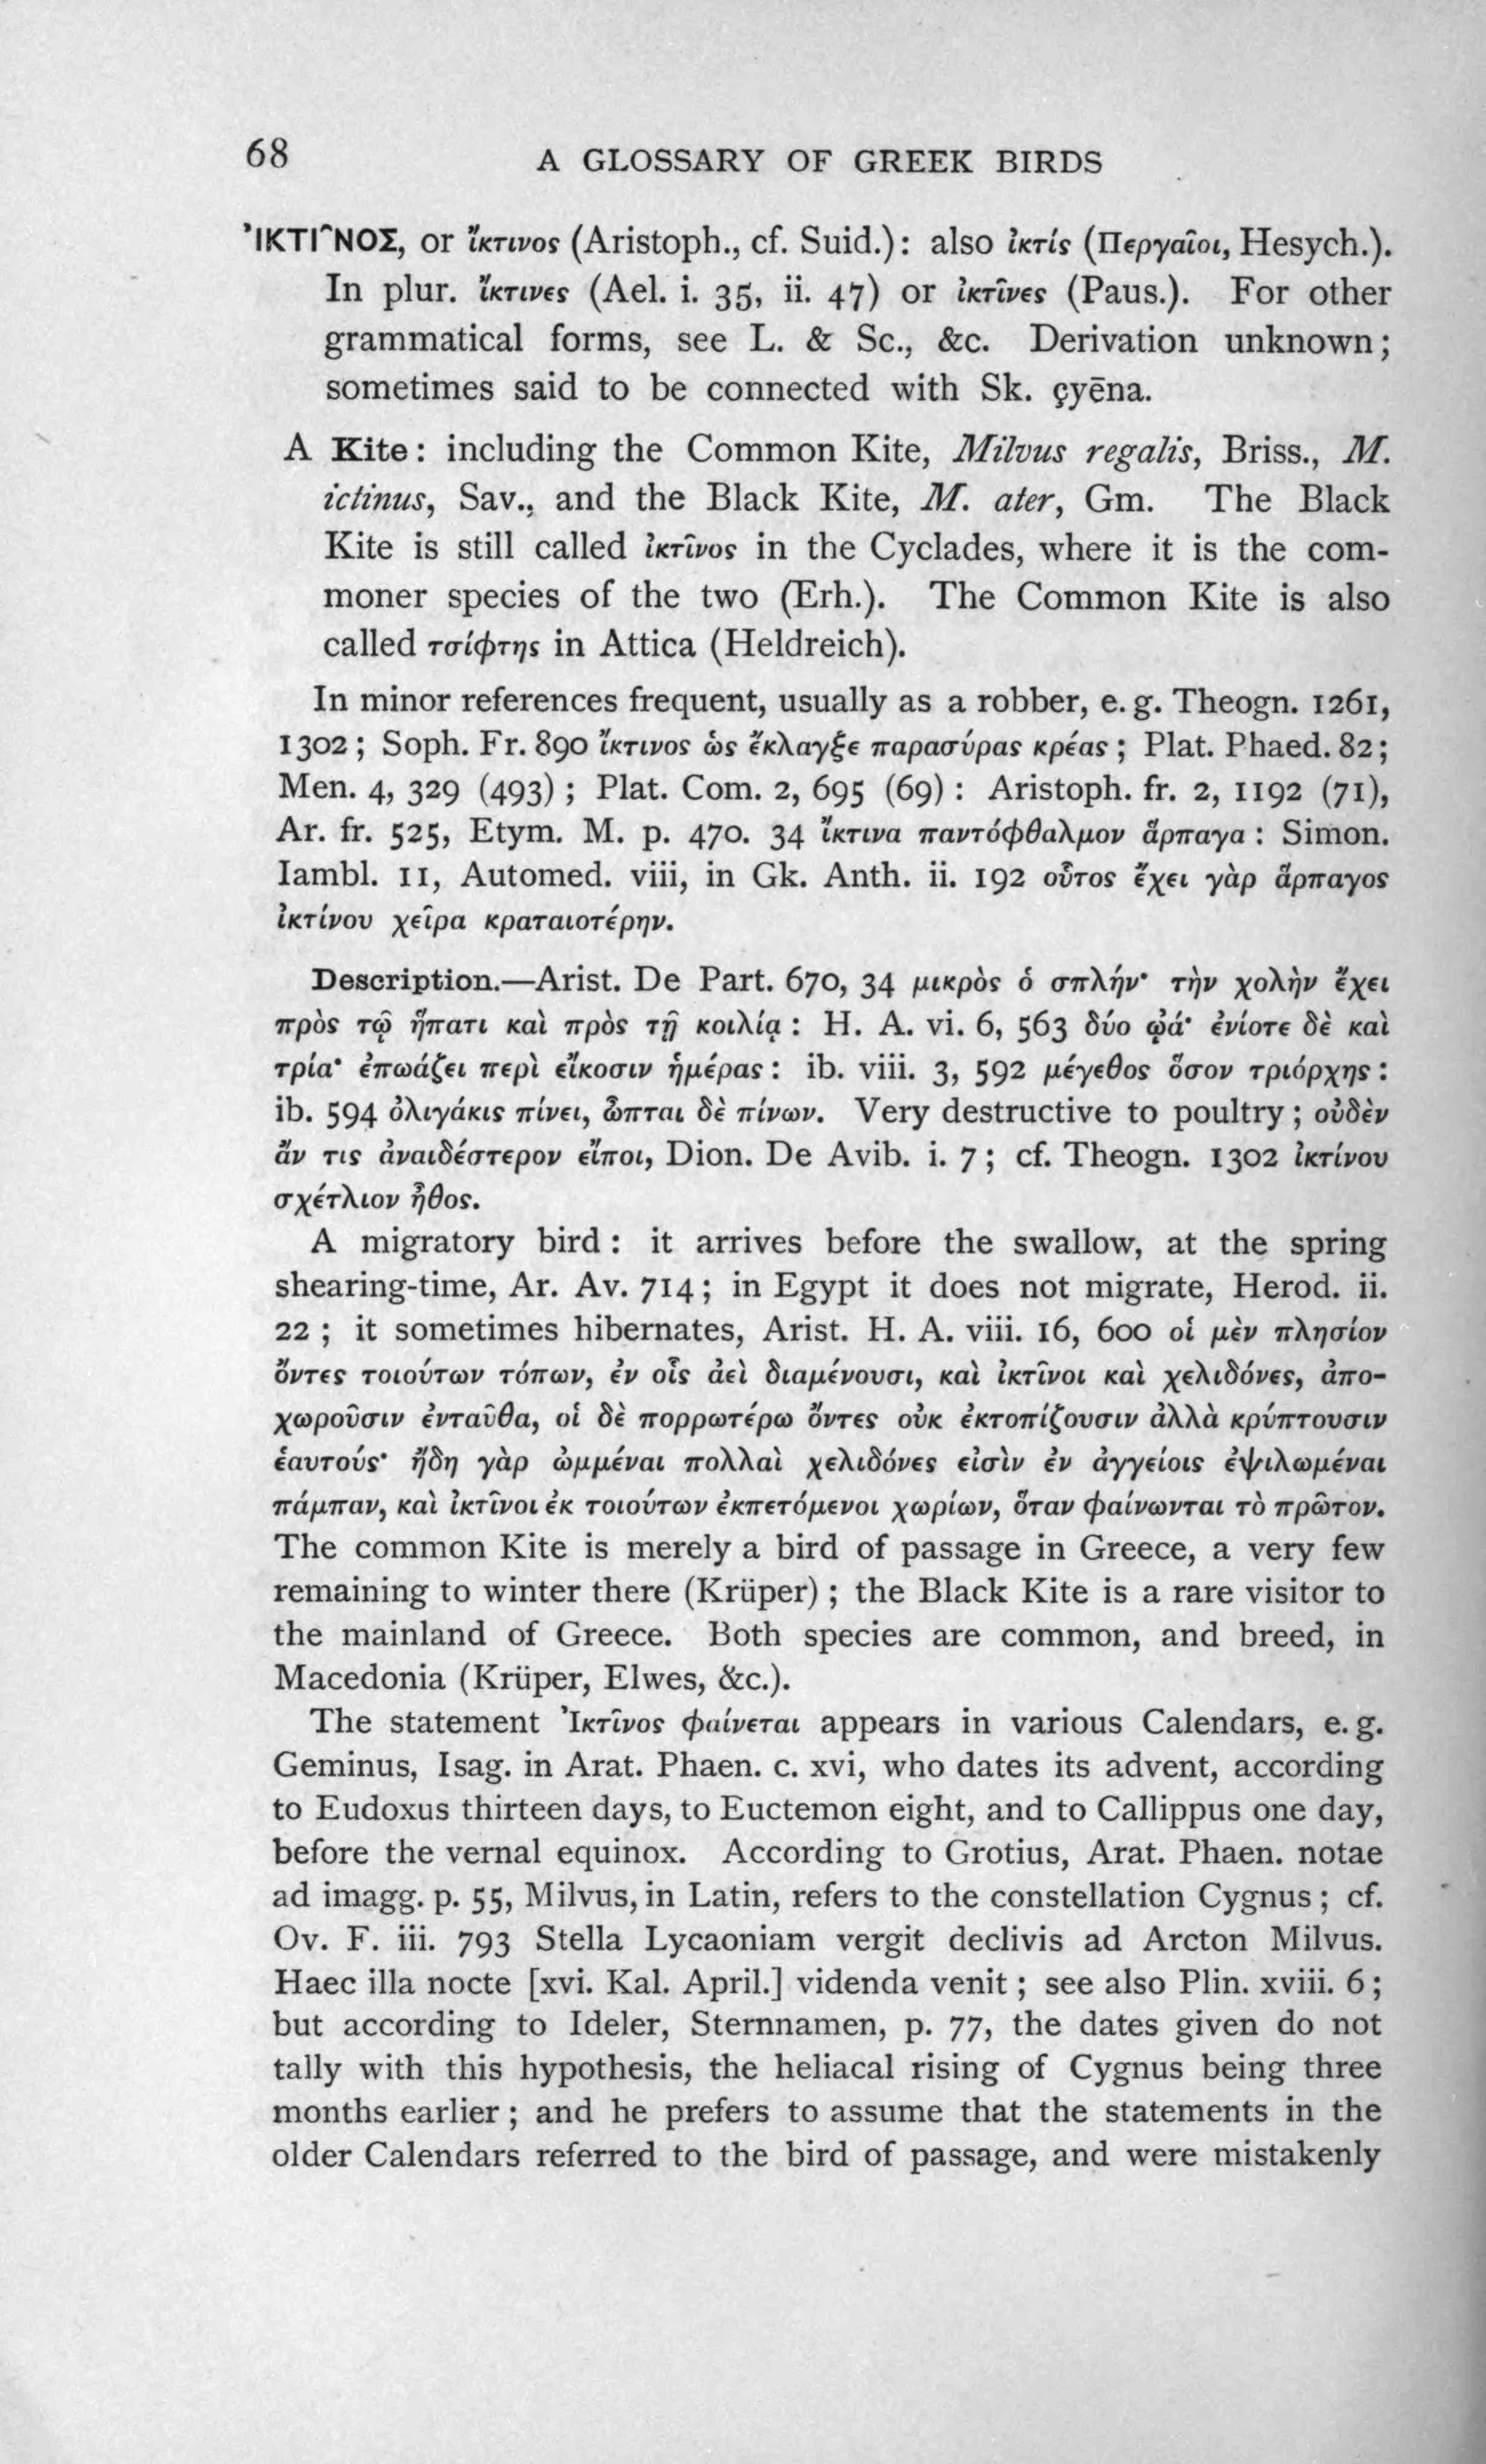 68 A GLOSSARY OF GREEK BIRDS
ʼΙΚΤΙ͂ΝΟΣ, or ἴκτινος (Aristoph., cf. Suid.): also ἰκτίς (Περγαῖοι, Hesych.).
In plur. ἴκτινες (Ael. i. 35, ii. 47) or ἰκτῖνες (Paus.). For other
grammatical forms, see L. & Sc., &c. Derivation unknown;
sometimes said to be connected with Sk. çyēna.
A Kite: including the Common Kite, Milvus regalis, Briss., M.
ictinus, Sav., and the Black Kite, M. ater, Gm. The Black
Kite is still called ἰκτῖνος in the Cyclades, where it is the com-
moner species of the two (Erh.). The Common Kite is also
called τσίφτης in Attica (Heldreich).
In minor references frequent, usually as a robber, e. g. Theogn. 1261,
1302; Soph. Fr. 890 ἴκτινος ὡς ἔκλαγξε παρασύρας κρέας; Plat. Phaed. 82;
Men. 4, 329 (493); Plat. Com. 2, 695 (69): Aristoph. fr. 2, 1192 (71),
Ar. fr. 525, Etym. M. p. 470. 34 ἴκτινα παντόφθαλμον ἅρπαγα: Simon.
Iambl. 11, Automed. viii, in Gk. Anth. ii. 192 οὗτος ἔχει γὰρ ἅρπαγος
ἰκτίνου χεῖρα κραταιοτέρην.
Description.—Arist. De Part. 670, 34 μικρὸς ὁ σπλήν· τὴν χολὴν ἔχει
πρὸς τῷ ἥπατι καὶ πρὸς τῇ κοιλίᾳ: H. A. vi. 6, 563 δύο ᾠά· ἐνίοτε δὲ καὶ
τρία· ἐπωάζει περὶ εἴκοσιν ἡμέρας: ib. viii. 3, 592 μέγεθος ὅσον τριόρχης:
ib. 594 ὀλιγάκις πίνει, ὦπται δὲ πίνων. Very destructive to poultry; οὐδὲν
ἄν τις ἀναιδέστερον εἴποι, Dion. De Avib. i. 7; cf. Theogn. 1302 ἰκτίνου
σχέτλιον ἦθος.
A migratory bird: it arrives before the swallow, at the spring
shearing-time, Ar. Av. 714; in Egypt it does not migrate, Herod. ii.
22; it sometimes hibernates, Arist. H. A. viii. 16, 600 οἱ μὲν πλησίον
ὄντες τοιούτων τόπων, ἐν οἷς ἀεὶ διαμένουσι, καὶ ἰκτῖνοι καὶ χελιδόνες, ἀπο-
χωροῦσιν ἐνταῦθα, οἱ δὲ πορρωτέρω ὄντες οὐκ ἐκτοπίζουσιν ἀλλὰ κρύπτουσιν
ἑαυτούς· ἤδη γὰρ ὠμμέναι πολλαὶ χελιδόνες εἰσὶν ἐν ἀγγείοις ἐψιλωμέναι
πάμπαν, καὶ ἰκτῖνοι ἐκ τοιούτων ἐκπετόμενοι χωρίων, ὅταν φαίνωνται τὸ πρῶτον.
The common Kite is merely a bird of passage in Greece, a very few
remaining to winter there (Krüper); the Black Kite is a rare visitor to
the mainland of Greece. Both species are common, and breed, in
Macedonia (Krüper, Elwes, &c.).
The statement Ἰκτῖνος φαίνεται appears in various Calendars, e. g.
Geminus, Isag. in Arat. Phaen. c. xvi, who dates its advent, according
to Eudoxus thirteen days, to Euctemon eight, and to Callippus one day,
before the vernal equinox. According to Grotius, Arat. Phaen. notae
ad imagg. p. 55, Milvus, in Latin, refers to the constellation Cygnus; cf.
Ov. F. iii. 793 Stella Lycaoniam vergit declivis ad Arcton Milvus.
Haec illa nocte [xvi. Kal. April.] videnda venit; see also Plin. xviii. 6;
but according to Ideler, Sternnamen, p. 77, the dates given do not
tally with this hypothesis, the heliacal rising of Cygnus being three
months earlier; and he prefers to assume that the statements in the
older Calendars referred to the bird of passage, and were mistakenly